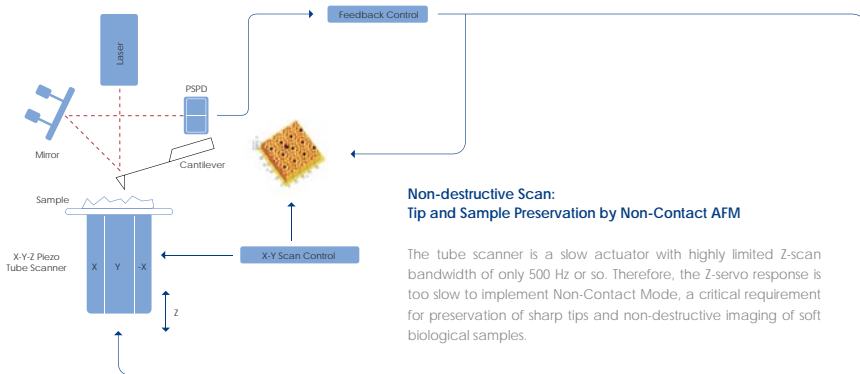 Feedback Control
Laser
PSPD
Mirror
Cantilever
Sample
Non-destructive Scan:
Tip and Sample Preservation by Non-Contact AFM
X-Y-Z Piezo
Tube Scanner
X
Y
-X
X-Y Scan Control
The tube scanner is a slow actuator with highly limited Z-scan
bandwidth of only 500 Hz or so. Therefore, the Z-servo response is
too slow to implement Non-Contact Mode, a critical requirement
for preservation of sharp tips and non-destructive imaging of soft
biological samples.
Z